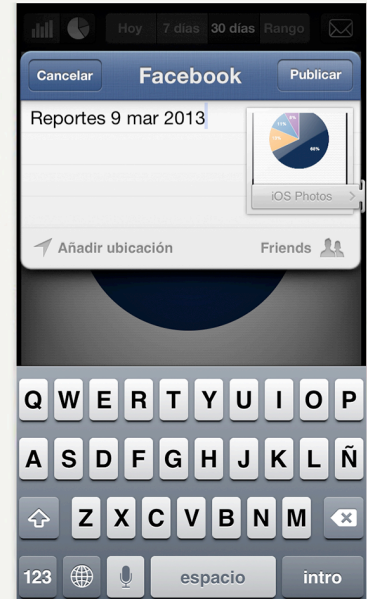 Hoy 7 días 30 días Rango
Cancelar Facebook Publicar
Reportes 9 mar 2013
60%
iOS Photos
Añadir ubicación Friends
Q W E R T Y U I O P
A S D F G H J K L Ñ
Z X C V B N M
123 espacio intro